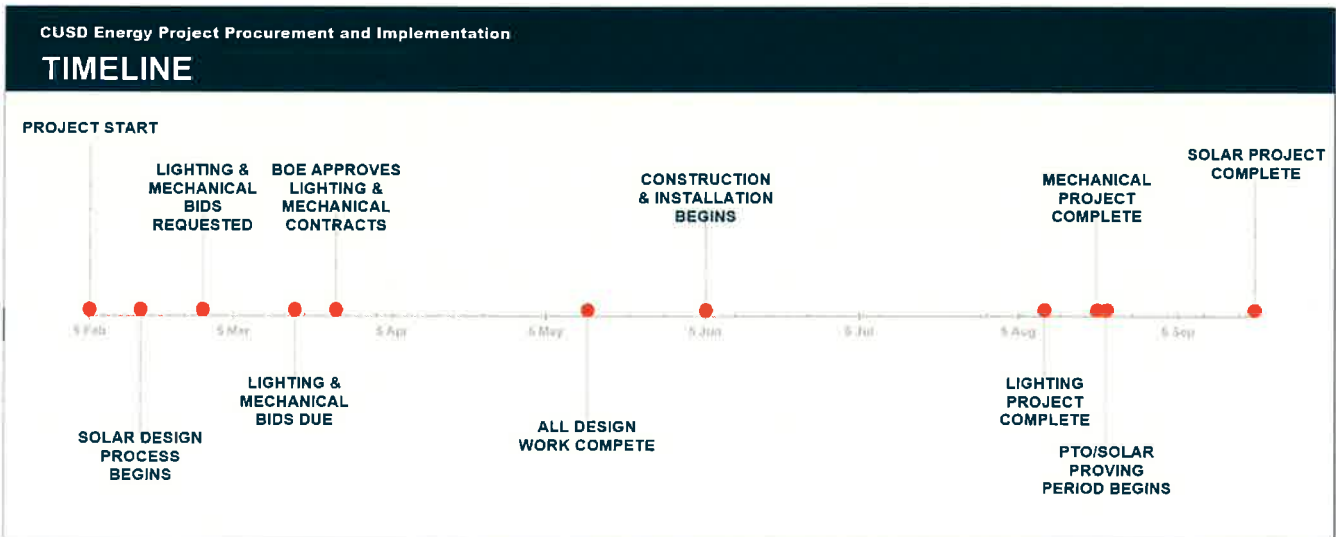 CUSD Energy Project Procurement and Implementation
TIMELINE
PROJECT START
LIGHTING &
MECHANICAL
BIDS
REQUESTED
BOE APPROVES
LIGHTING &
MECHANICAL
CONTRACTS
CONSTRUCTION
& INSTALLATION
BEGINS
MECHANICAL
PROJECT
COMPLETE
SOLAR PROJECT
COMPLETE
5 Feb
5 Mar
5 Apr
5 May
5 Jun
5 Jul
5 Aug
5 Sep
SOLAR DESIGN
PROCESS
BEGINS
LIGHTING &
MECHANICAL
BIDS DUE
ALL DESIGN
WORK COMPETE
LIGHTING
PROJECT
COMPLETE
PTO/SOLAR
PROVING
PERIOD BEGINS